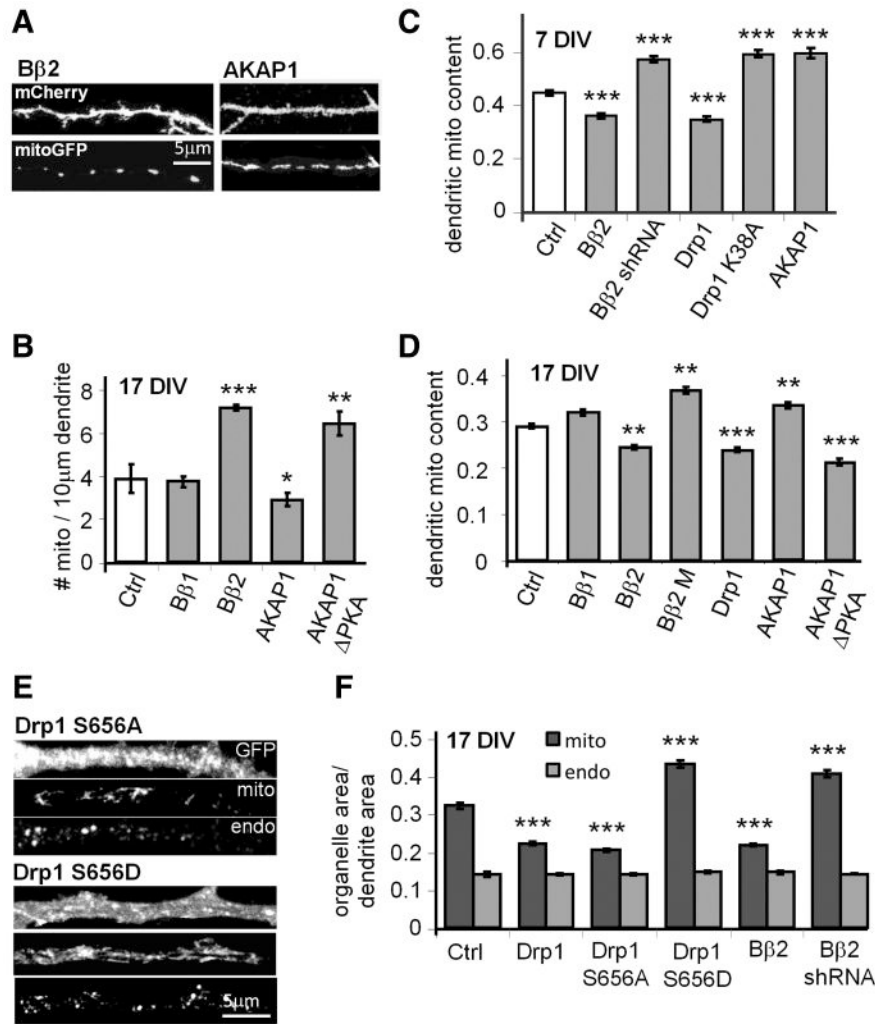 A
Bβ2
AKAP1
mCherry
mitoGFP
5μm
C
7 DIV
dendritic mito content
0.6
0.4
0.2
0
***
***
***
***
***
Ctrl
Bβ2
Bβ2 shRNA
Drp1
Drp1 K38A
AKAP1
B
17 DIV
# mito / 10μm dendrite
8
6
4
2
0
***
*
**
Ctrl
Bβ1
Bβ2
AKAP1
AKAP1
ΔPKA
D
17 DIV
dendritic mito content
0.4
0.3
0.2
0.1
0
**
**
***
**
***
Ctrl
Bβ1
Bβ2
Bβ2 M
Drp1
AKAP1
AKAP1
ΔPKA
E
Drp1 S656A
GFP
mito
endo
Drp1 S656D
5μm
F
17 DIV
mito
endo
organelle area/
dendrite area
0.5
0.4
0.3
0.2
0.1
0
***
***
***
***
***
Ctrl
Drp1
Drp1
S656A
Drp1
S656D
Bβ2
Bβ2
shRNA